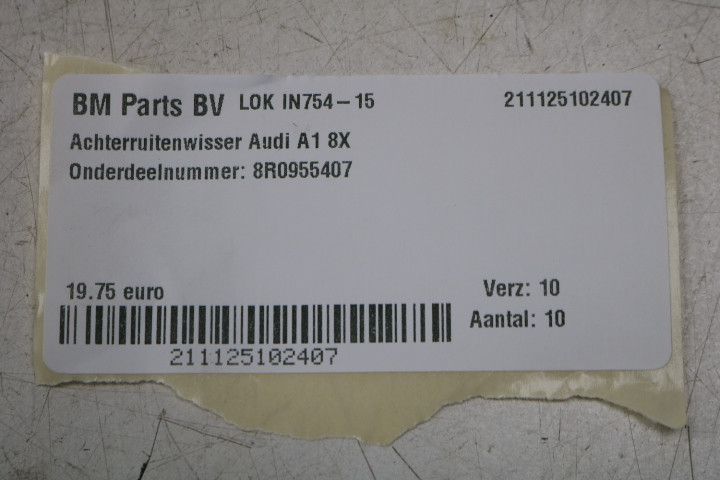 BM Parts BV LOK IN754-15 211125102407
Achterruitenwisser Audi A1 8X
Onderdeelnummer: 8R0955407
19.75 euro Verz: 10
Aantal: 10
211125102407